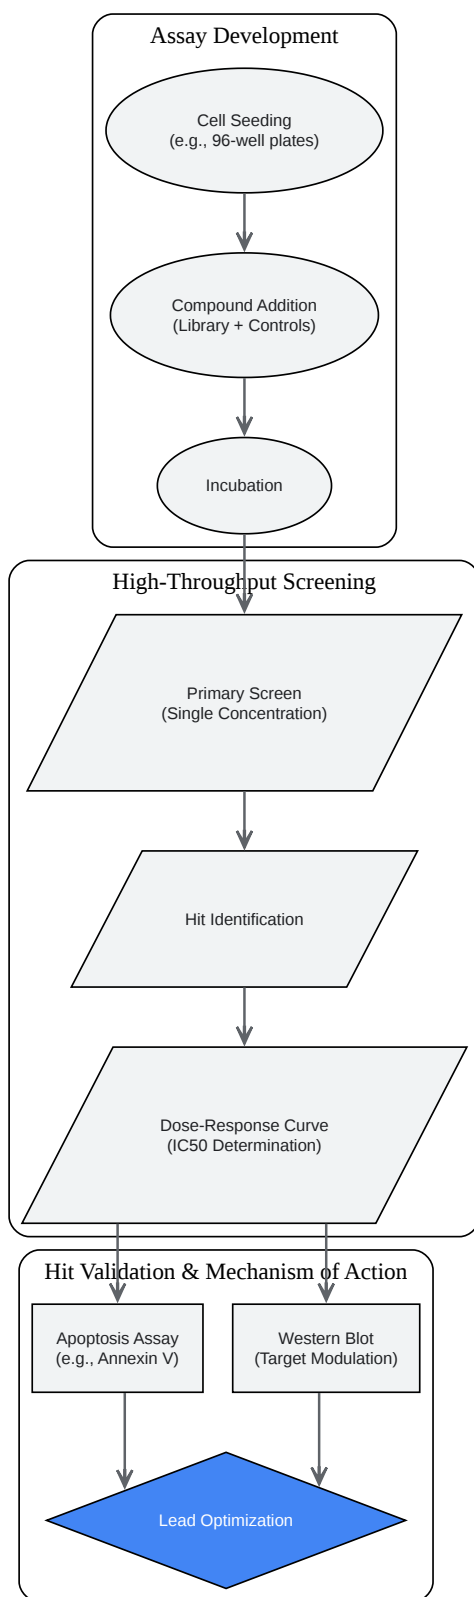 Assay Development
Cell Seeding
(e.g., 96-well plates)
Compound Addition
(Library + Controls)
Incubation
High-Throughput Screening
Primary Screen
(Single Concentration)
Hit Identification
Dose-Response Curve
(IC50 Determination)
Hit Validation & Mechanism of Action
Apoptosis Assay
(e.g., Annexin V)
Western Blot
(Target Modulation)
Lead Optimization